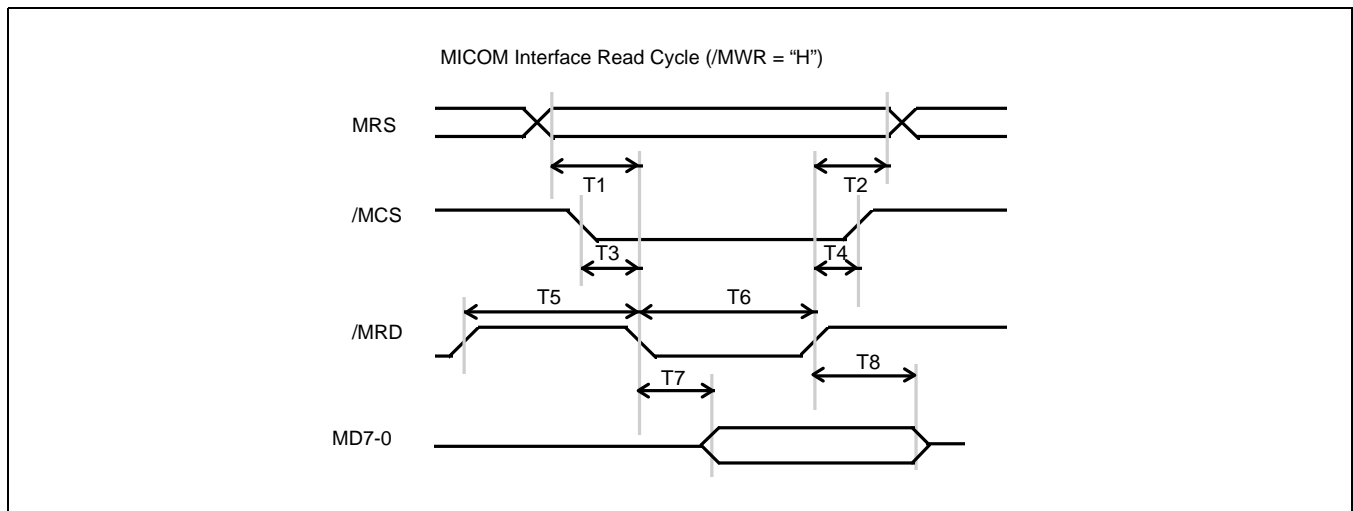 MICOM Interface Read Cycle (/MWR = “H”)
MRS
T1
T2
/MCS
T3
T4
T5
T6
/MRD
T7
T8
MD7-0